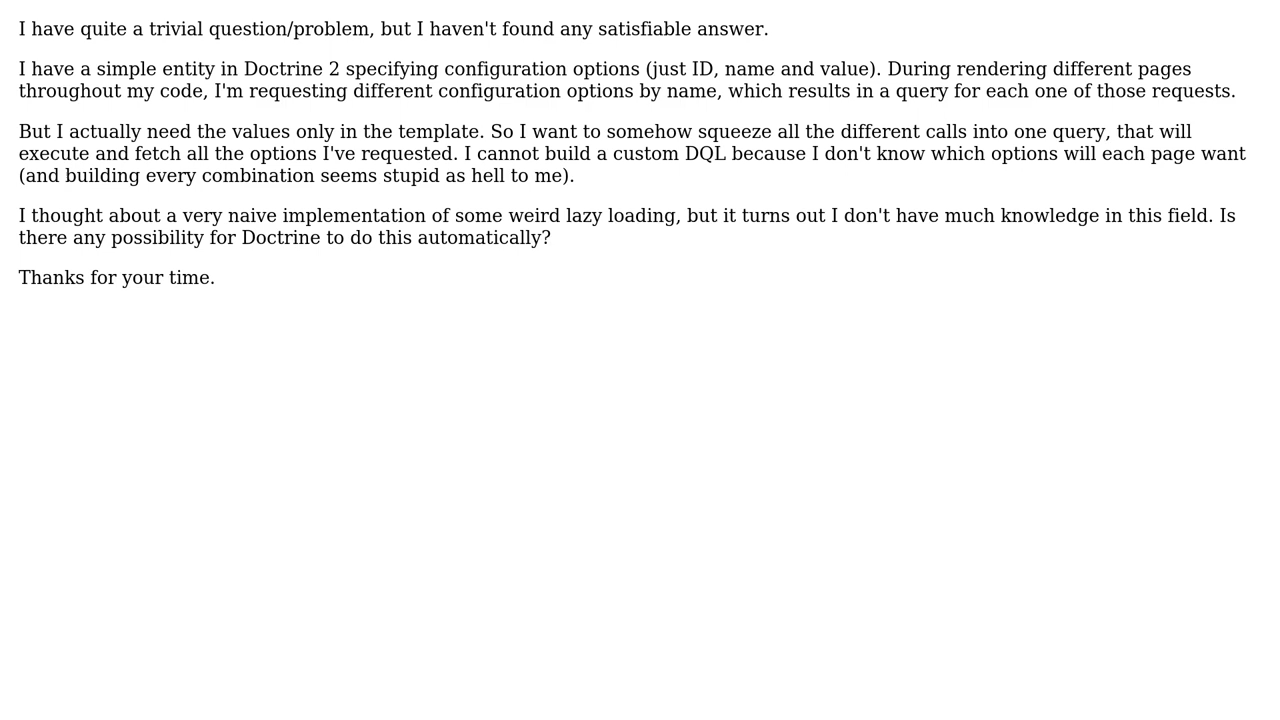 I have quite a trivial question/problem, but I haven't found any satisfiable answer.
I have a simple entity in Doctrine 2 specifying configuration options (just ID, name and value). During rendering different pages
throughout my code, I'm requesting different configuration options by name, which results in a query for each one of those requests.
But I actually need the values only in the template. So I want to somehow squeeze all the different calls into one query, that will
execute and fetch all the options I've requested. I cannot build a custom DQL because I don't know which options will each page want
(and building every combination seems stupid as hell to me).
I thought about a very naive implementation of some weird lazy loading, but it turns out I don't have much knowledge in this field. Is
there any possibility for Doctrine to do this automatically?
Thanks for your time.